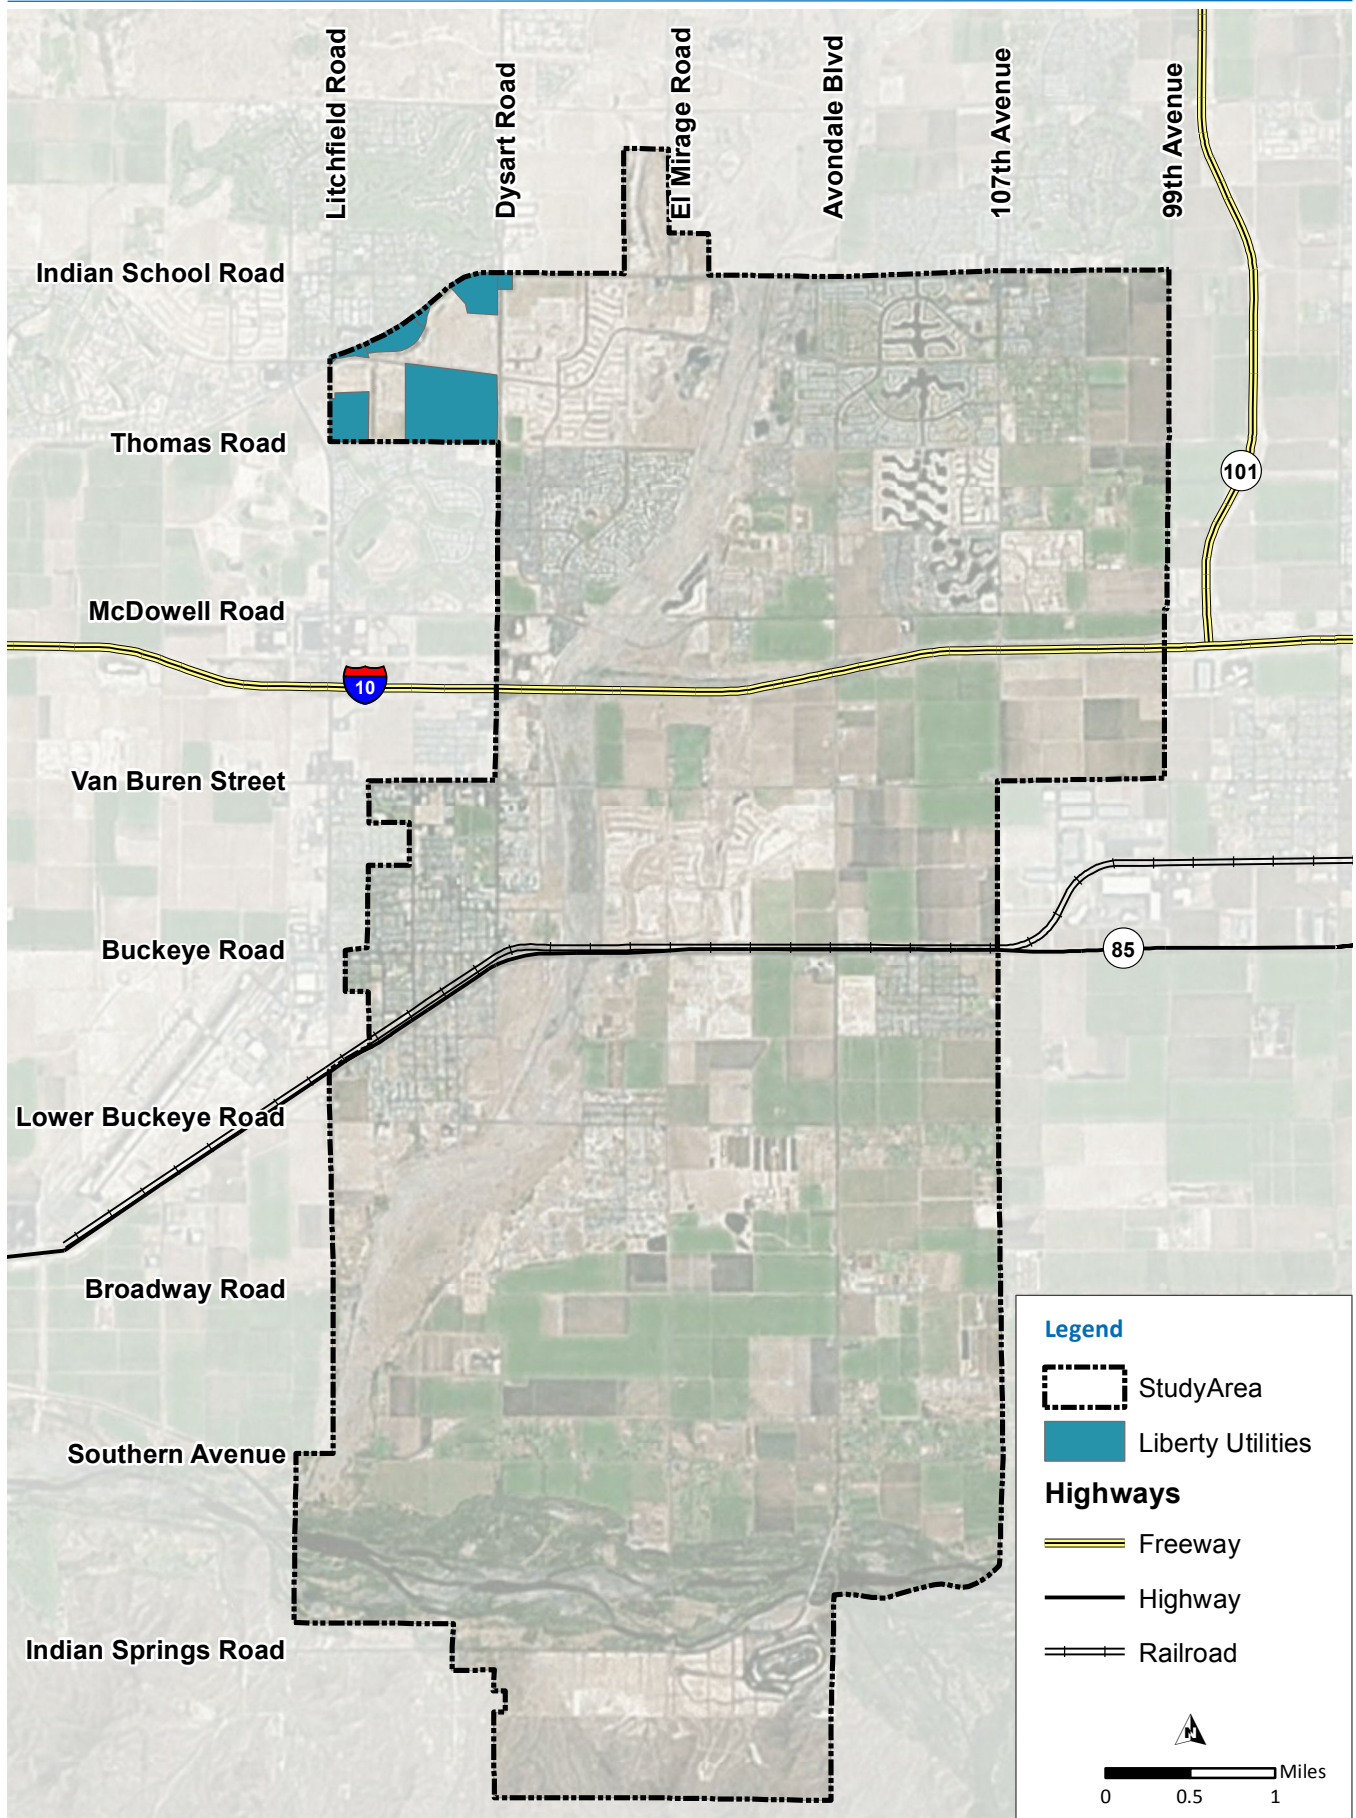 Litchfield Road
Dysart Road
El Mirage Road
Avondale Blvd
107th Avenue
99th Avenue
Indian School Road
Thomas Road
101
McDowell Road
10
Van Buren Street
Buckeye Road
85
Lower Buckeye Road
Broadway Road
Southern Avenue
Indian Springs Road
Legend
StudyArea
Liberty Utilities
Highways
Freeway
Highway
Railroad
N
Miles
0 0.5 1